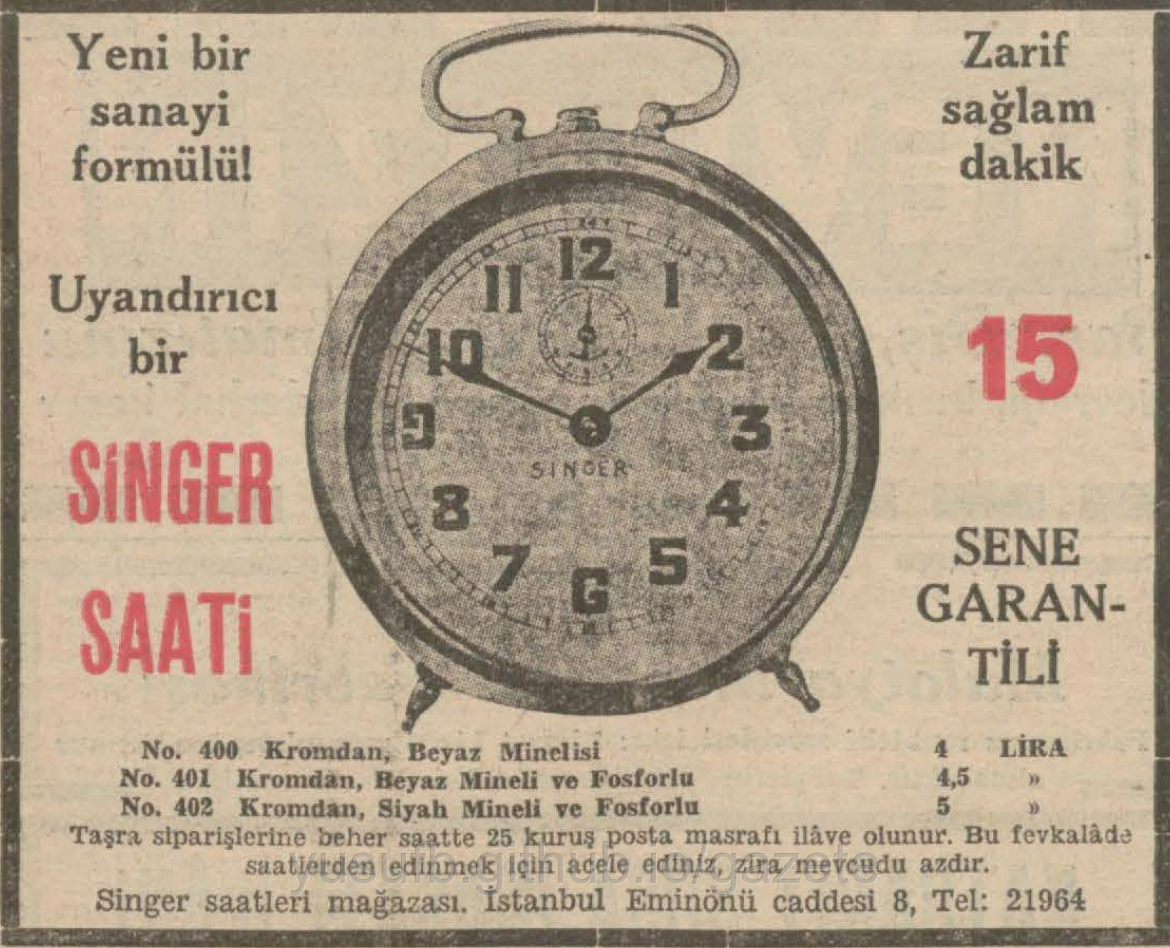 Yeni bir
sanayi
formülü!
Zarif
sağlam
dakik
Uyandırıcı
bir
SiNGER
SAATi
15
SENE
GARAN-
TİLİ
12
1
2
3
4
5
6
7
8
9
10
11
SINGER
No. 400 Kromdan, Beyaz Minelisi 4 LİRA
No. 401 Kromdan, Beyaz Mineli ve Fosforlu 4,5 »
No. 402 Kromdan, Siyah Mineli ve Fosforlu 5 »
Taşra siparişlerine beher saatte 25 kuruş posta masrafı ilâve olunur. Bu fevkalâde
saatlerden edinmek için acele ediniz, zira mevcudu azdır.
Singer saatleri mağazası. İstanbul Eminönü caddesi 8, Tel: 21964